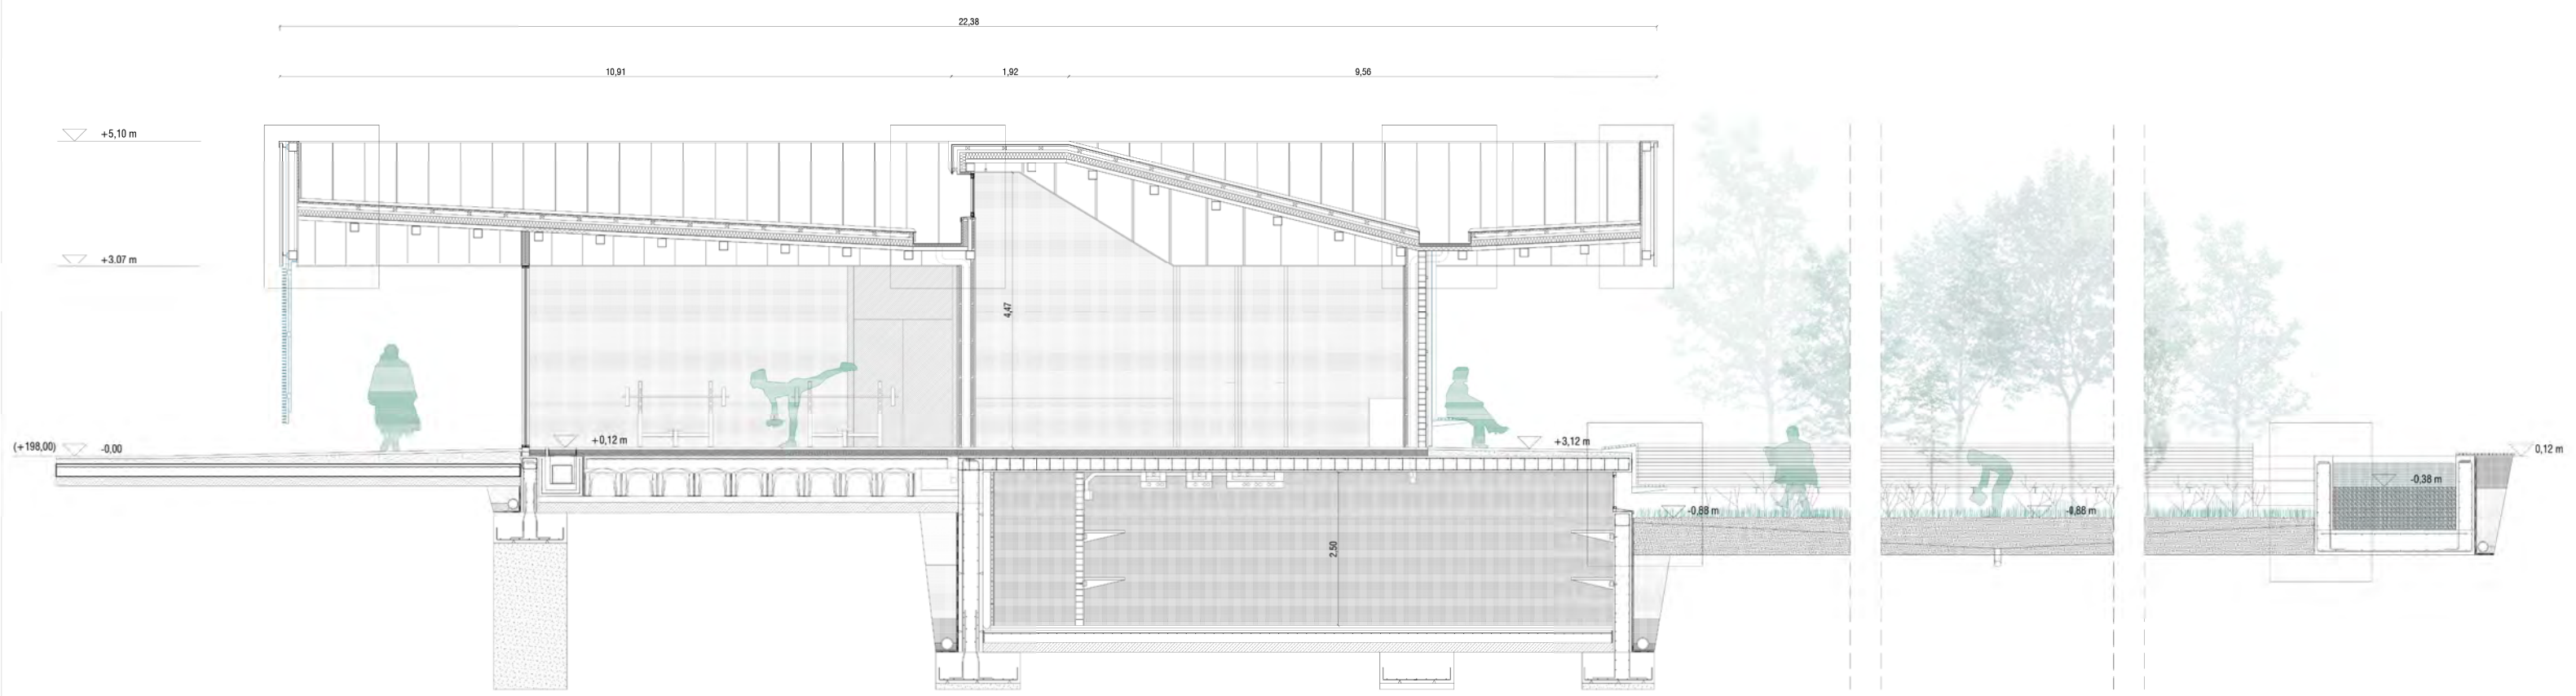 22,38
10,91
1,92
9,56
+5,10 m
+3.07 m
4,47
(+198,00)
-0,00
+0,12 m
+3,12 m
0,12 m
-0,38 m
-0,88 m
-0,88 m
2,50